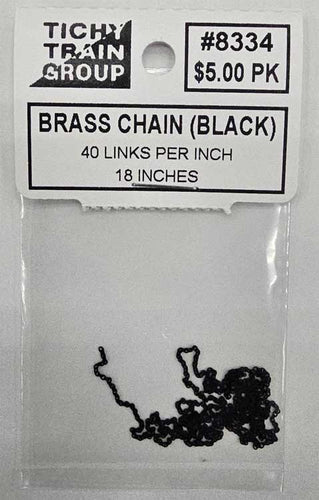 TICHY
TRAIN
GROUP
#8334
$5.00 PK
BRASS CHAIN (BLACK)
40 LINKS PER INCH
18 INCHES